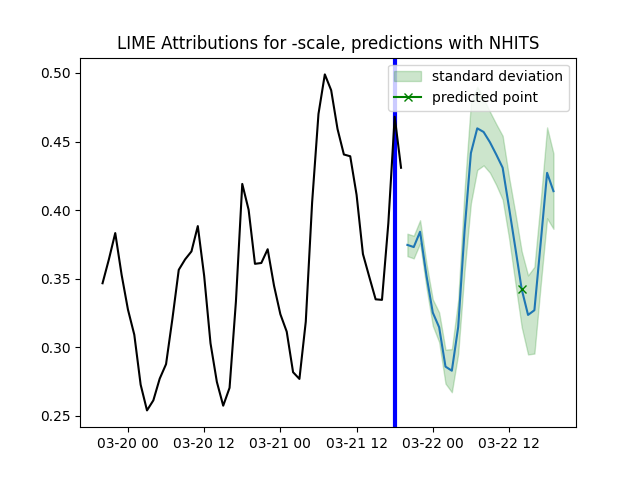 LIME Attributions for -scale, predictions with NHITS
standard deviation
predicted point
0.50
0.45
0.40
0.35
0.30
0.25
03-20 00 03-20 12 03-21 00 03-21 12 03-22 00 03-22 12